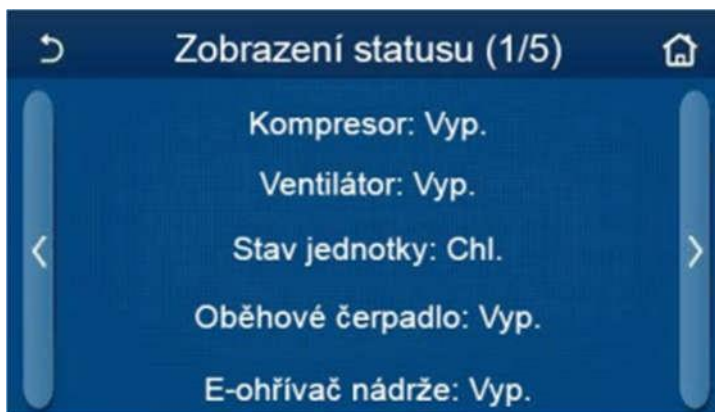 Zobrazení statusu (1/5)
Kompresor: Vyp.
Ventilátor: Vyp.
Stav jednotky: Chl.
Oběhové čerpadlo: Vyp.
E-ohřívač nádrže: Vyp.